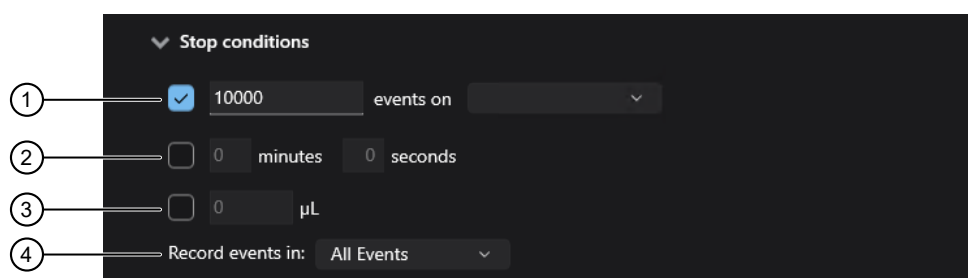 Stop conditions
1 10000 events on
2 0 minutes 0 seconds
3 0 µL
4 Record events in: All Events